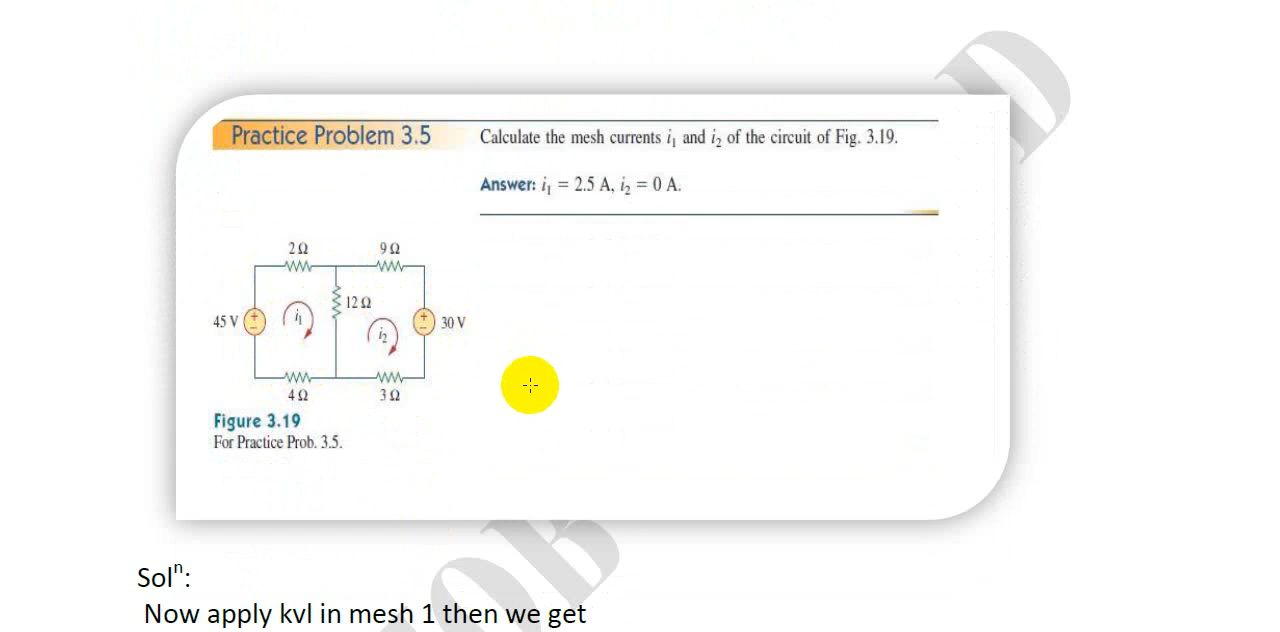 Practice Problem 3.5
Calculate the mesh currents i₁ and i₂ of the circuit of Fig. 3.19.
Answer: i₁ = 2.5 A, i₂ = 0 A.
2 Ω
9 Ω
12 Ω
45 V
+
−
i₁
i₂
+
−
30 V
4 Ω
3 Ω
Figure 3.19
For Practice Prob. 3.5.
Solⁿ:
Now apply kvl in mesh 1 then we get